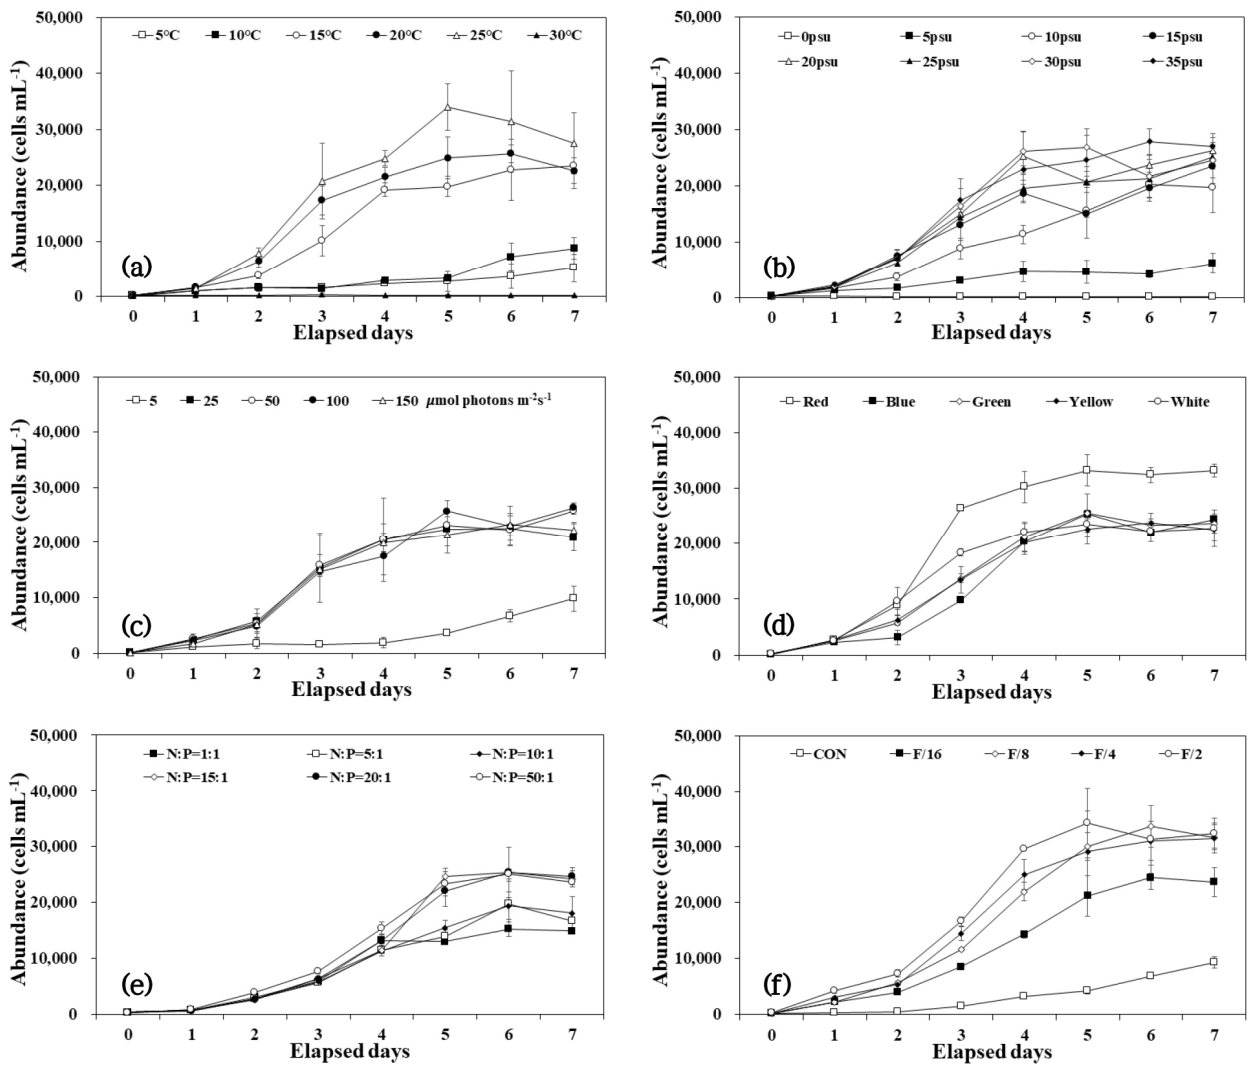 50,000
5℃ 10℃ 15℃ 20℃ 25℃ 30℃
40,000
30,000
20,000
10,000
0
Abundance (cells mL-1)
(a)
0 1 2 3 4 5 6 7
Elapsed days
50,000
0psu 5psu 10psu 15psu
20psu 25psu 30psu 35psu
40,000
30,000
20,000
10,000
0
Abundance (cells mL-1)
(b)
0 1 2 3 4 5 6 7
Elapsed days
50,000
5 25 50 100 150 μmol photons m-2s-1
40,000
30,000
20,000
10,000
0
Abundance (cells mL-1)
(c)
0 1 2 3 4 5 6 7
Elapsed days
50,000
Red Blue Green Yellow White
40,000
30,000
20,000
10,000
0
Abundance (cells mL-1)
(d)
0 1 2 3 4 5 6 7
Elapsed days
50,000
N:P=1:1 N:P=5:1 N:P=10:1
N:P=15:1 N:P=20:1 N:P=50:1
40,000
30,000
20,000
10,000
0
Abundance (cells mL-1)
(e)
0 1 2 3 4 5 6 7
Elapsed days
50,000
CON F/16 F/8 F/4 F/2
40,000
30,000
20,000
10,000
0
Abundance (cells mL-1)
(f)
0 1 2 3 4 5 6 7
Elapsed days